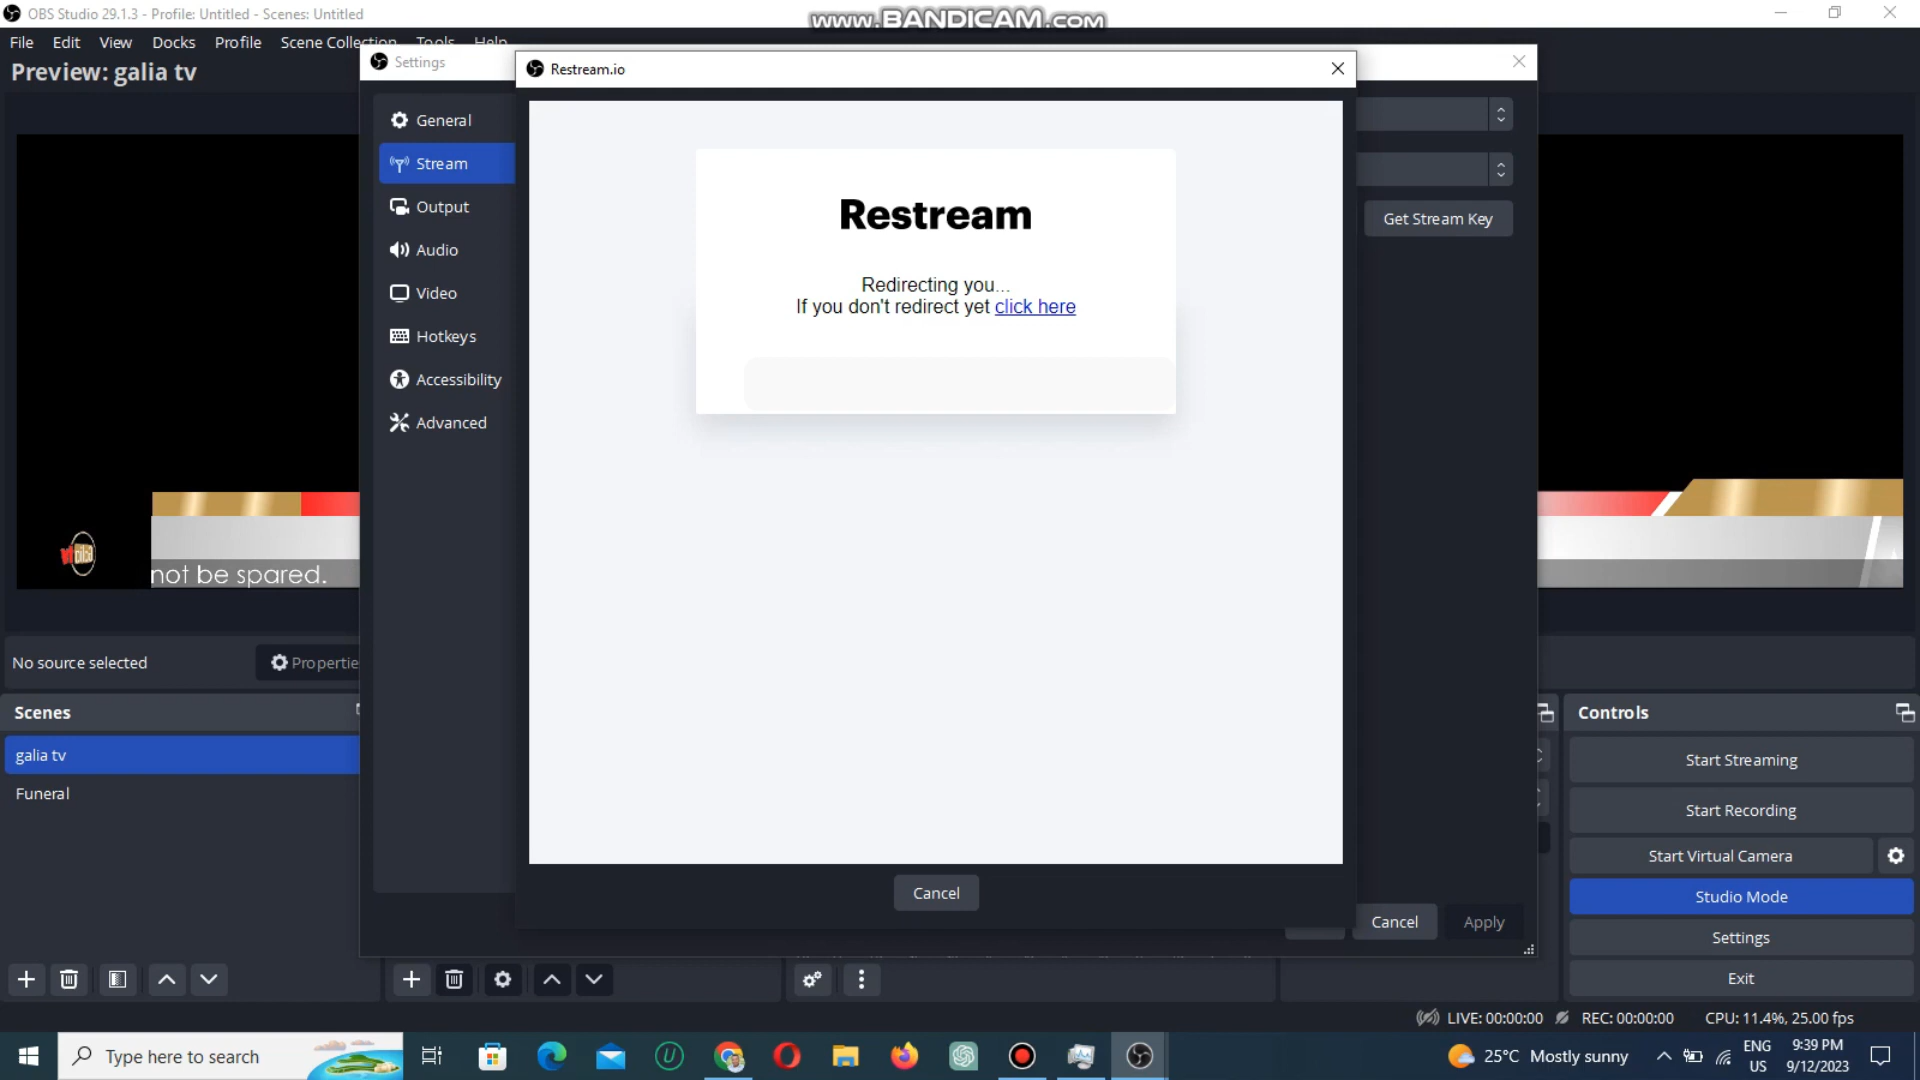 OBS Studio 29.1.3 - Profile: Untitled - Scenes: Untitled
www.BANDICAM.com
File Edit View Docks Profile Scene Collection Tools Help
Preview: galia tv
Settings
Restream.io
General
Stream
Output
Audio
Video
Hotkeys
Accessibility
Advanced
Restream
Redirecting you...
If you don't redirect yet click here
Get Stream Key
not be spared.
No source selected
Propertie
Scenes
galia tv
Funeral
Cancel
Cancel
Apply
Controls
Start Streaming
Start Recording
Start Virtual Camera
Studio Mode
Settings
Exit
LIVE: 00:00:00 REC: 00:00:00 CPU: 11.4%, 25.00 fps
Type here to search
25°C Mostly sunny
ENG
US
9:39 PM
9/12/2023